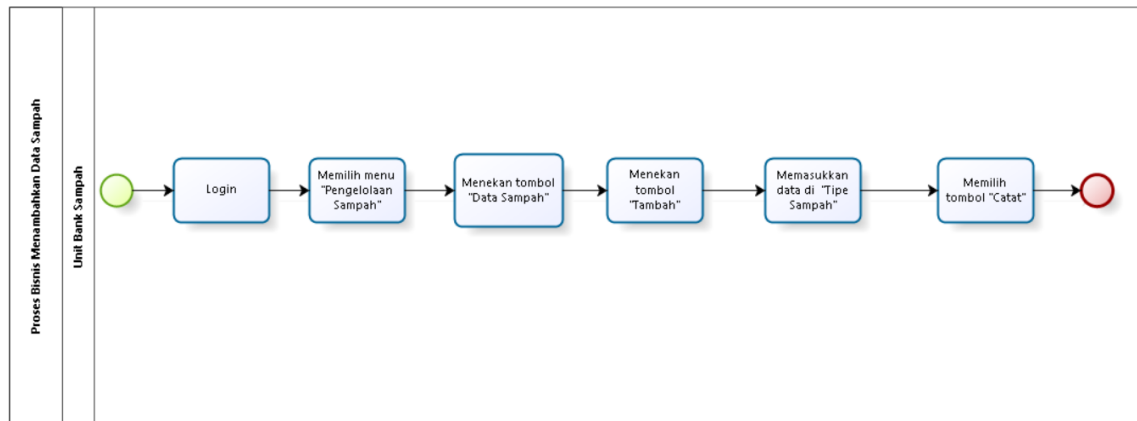 Proses Bisnis Menambahkan Data Sampah
Unit Bank Sampah
Login
Memilih menu
"Pengelolaan
Sampah"
Menekan tombol
"Data Sampah"
Menekan
tombol
"Tambah"
Memasukkan
data di "Tipe
Sampah"
Memilih
tombol "Catat"